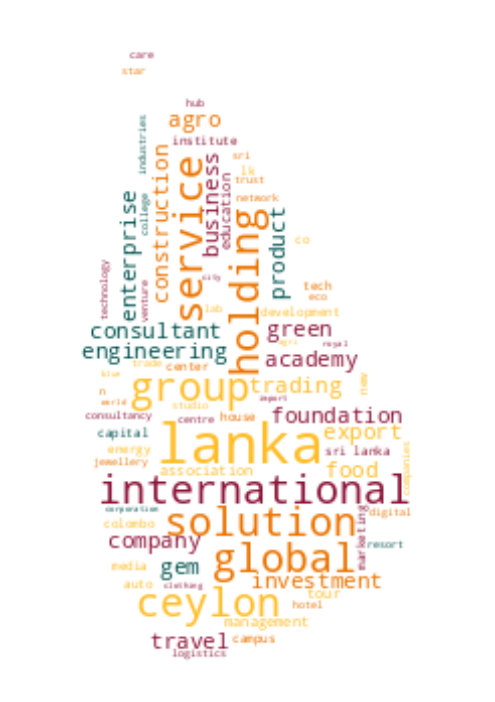 care
star
hub
agro
industries
institute
construction
service
business
sri
lk
education
trust
enterprise
college
network
holding
product
co
technology
venture
city
tech
eco
lab
development
consultant
green
engineering
agri
royal
academy
trade
center
blue
group
trading
new
n
world
studio
import
consultancy
centre
house
foundation
capital
lanka
export
energy
sri lanka
jewellery
association
food
companies
international
corporation
colombo
solution
digital
marketing
company
global
resort
media
gem
investment
auto
clothing
tour
ceylon
hotel
management
travel
campus
logistics